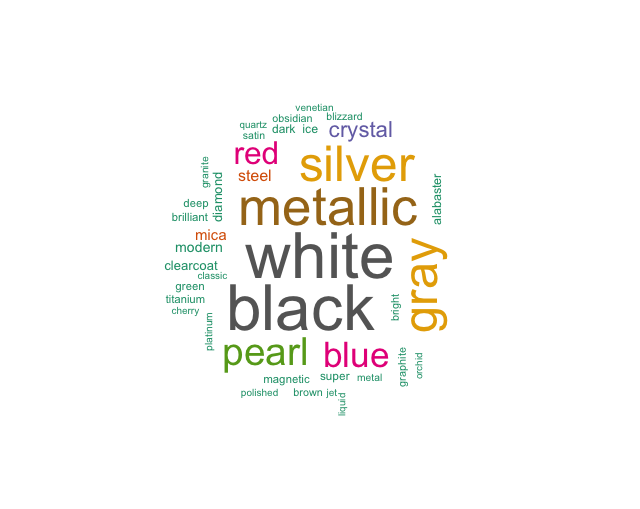 venetian
obsidian
blizzard
quartz
dark
ice
crystal
satin
red
silver
granite
steel
diamond
metallic
alabaster
deep
brilliant
mica
white
gray
modern
clearcoat
classic
green
titanium
black
bright
cherry
platinum
pearl
blue
graphite
orchid
magnetic
super
metal
polished
brown
jet
liquid